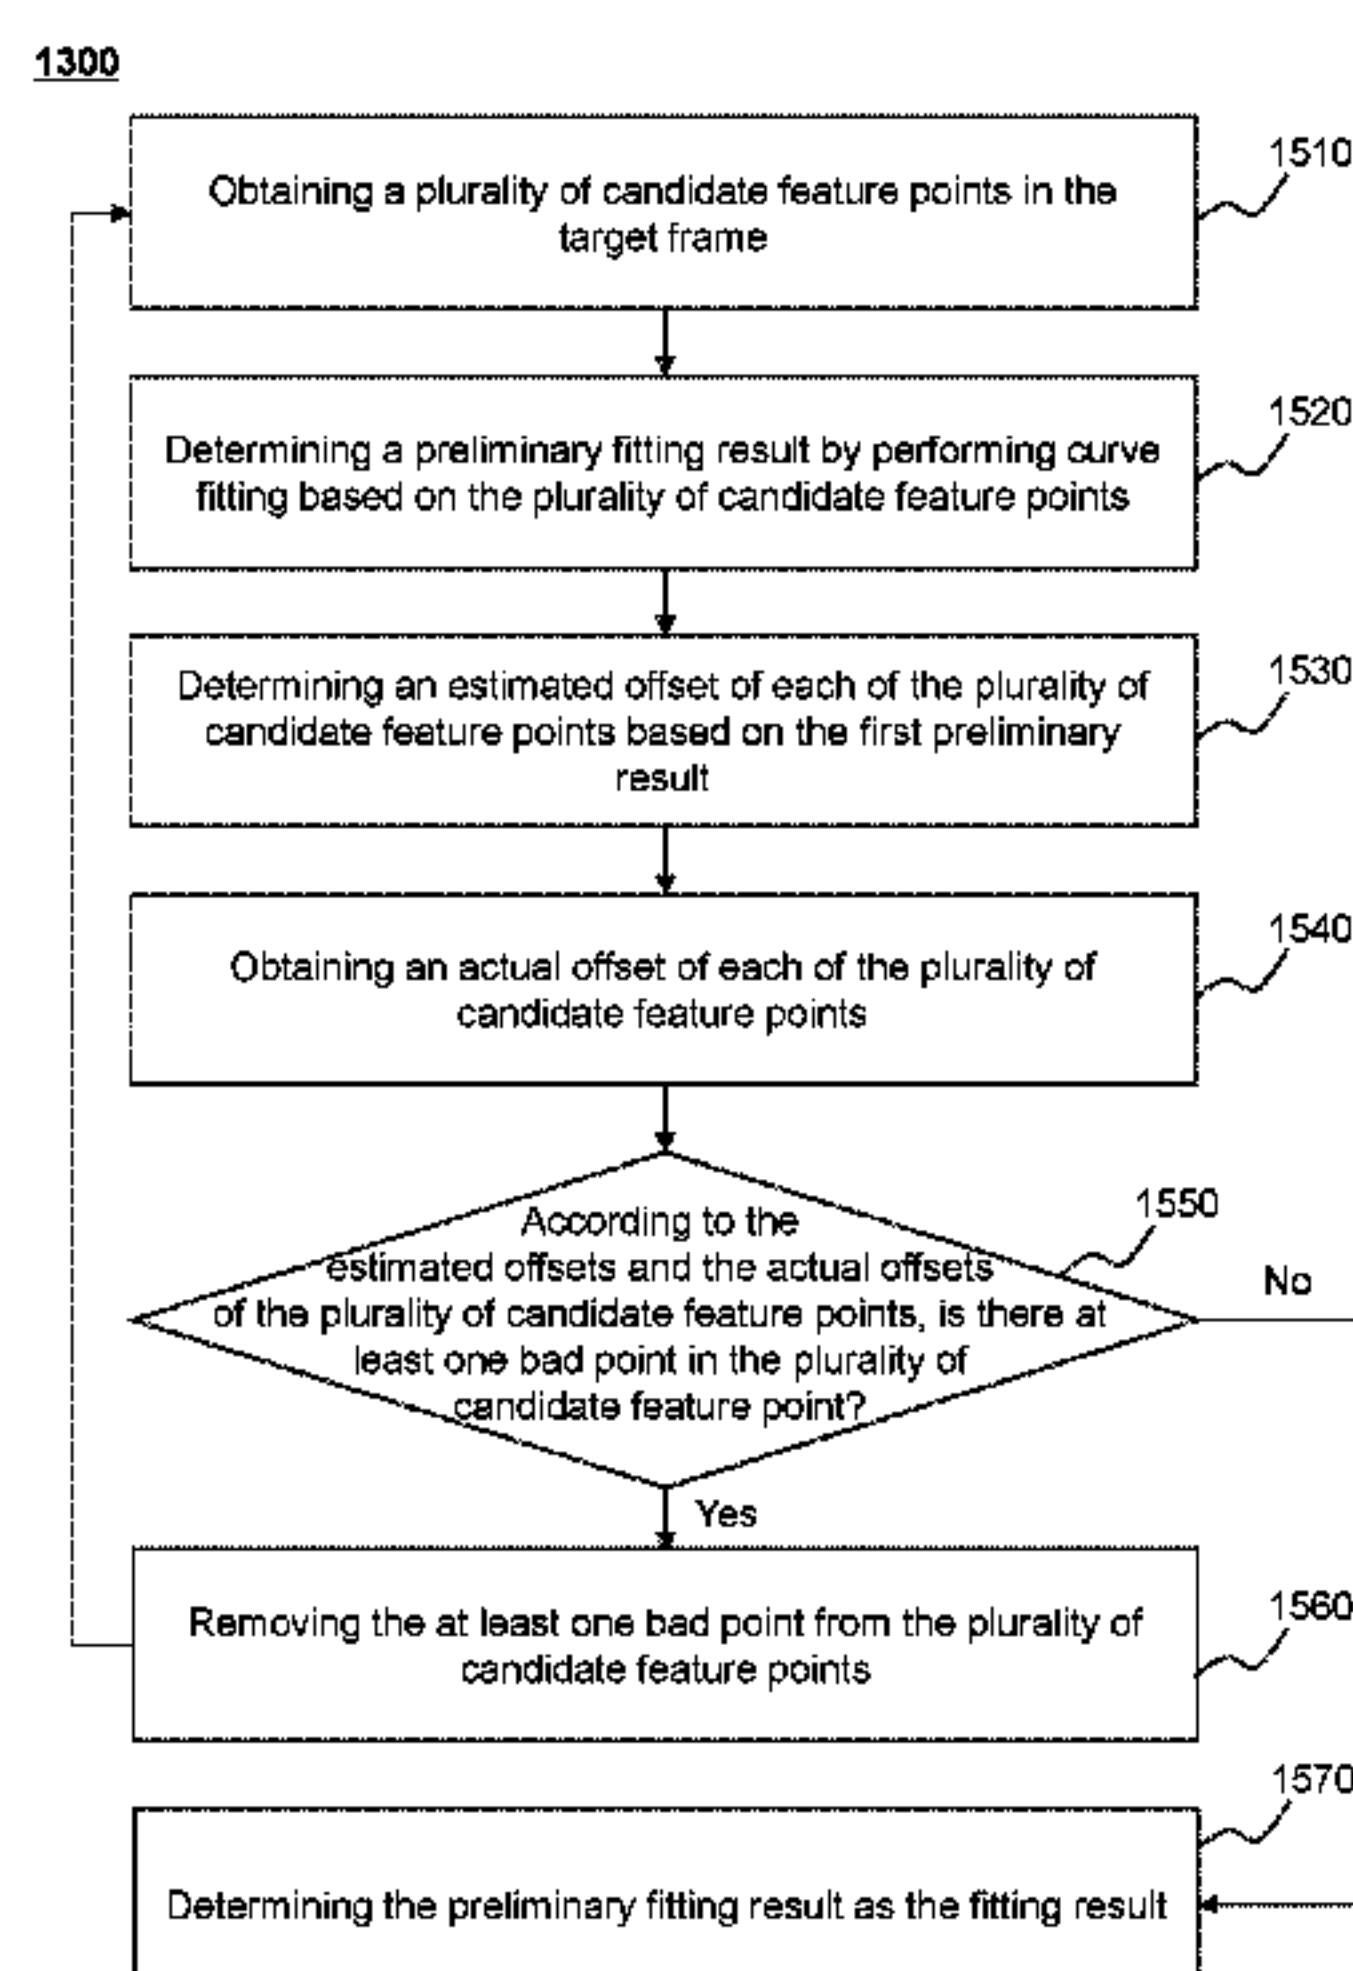 1300
1510
Obtaining a plurality of candidate feature points in the
target frame
1520
Determining a preliminary fitting result by performing curve
fitting based on the plurality of candidate feature points
1530
Determining an estimated offset of each of the plurality of
candidate feature points based on the first preliminary
result
1540
Obtaining an actual offset of each of the plurality of
candidate feature points
1550
According to the
estimated offsets and the actual offsets
of the plurality of candidate feature points, is there at
least one bad point in the plurality of
candidate feature point?
No
Yes
1560
Removing the at least one bad point from the plurality of
candidate feature points
1570
Determining the preliminary fitting result as the fitting result